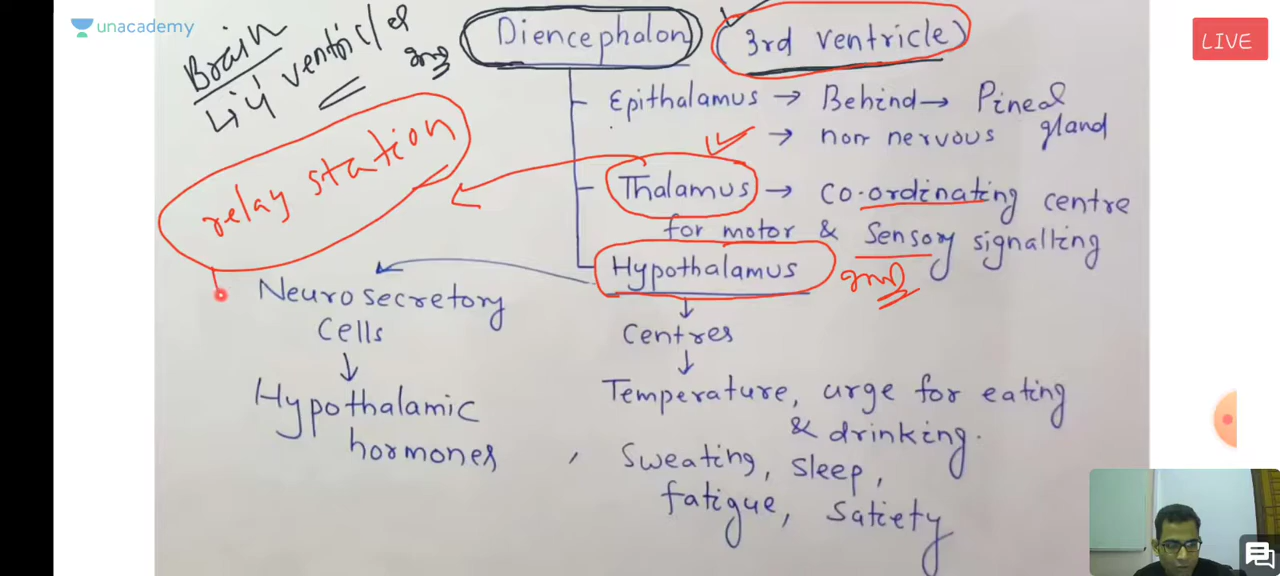 unacademy
LIVE
Brain
4 ventricles
Diencephalon (3rd ventricle)
Epithalamus → Behind → Pineal gland
→ non nervous
relay station
Thalamus → Co-ordinating centre
for motor & Sensory signalling
Hypothalamus
Neurosecretory
Cells
↓
Hypothalamic
hormones
Centres
↓
Temperature, urge for eating
& drinking.
Sweating, Sleep,
fatigue, Satiety